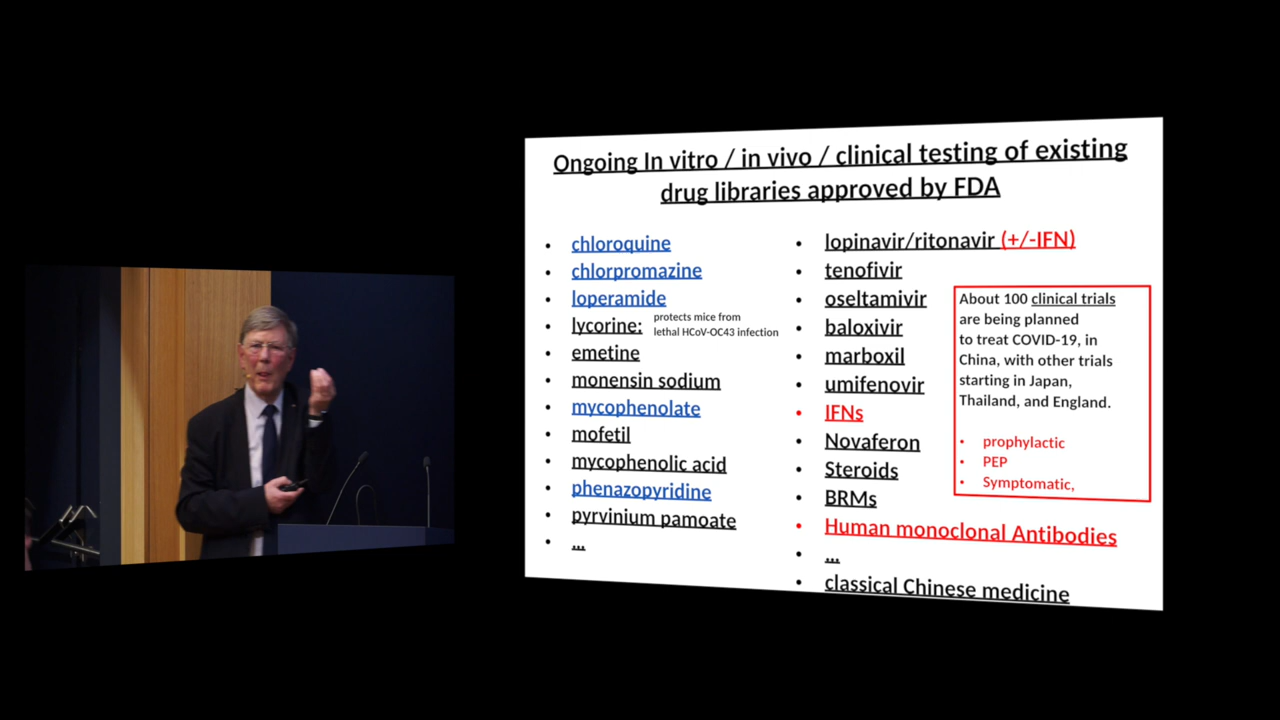 Ongoing In vitro / in vivo / clinical testing of existing
drug libraries approved by FDA
chloroquine
chlorpromazine
loperamide
lycorine: protects mice from
lethal HCoV-OC43 infection
emetine
monensin sodium
mycophenolate
mofetil
mycophenolic acid
phenazopyridine
pyrvinium pamoate
...
lopinavir/ritonavir (+/-IFN)
tenofivir
oseltamivir
baloxivir
marboxil
umifenovir
IFNs
Novaferon
Steroids
BRMs
Human monoclonal Antibodies
...
classical Chinese medicine
About 100 clinical trials
are being planned
to treat COVID-19, in
China, with other trials
starting in Japan,
Thailand, and England.
prophylactic
PEP
Symptomatic,